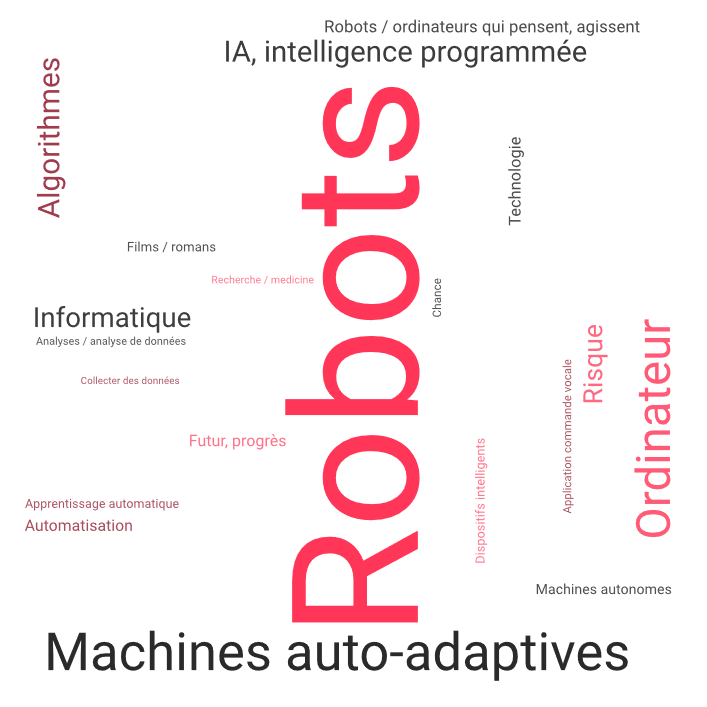 Robots / ordinateurs qui pensent, agissent
IA, intelligence programmée
Algorithmes
Robots
Technologie
Films / romans
Recherche / medicine
Chance
Informatique
Analyses / analyse de données
Risque
Ordinateur
Application commande vocale
Collecter des données
Futur, progrès
Dispositifs intelligents
Apprentissage automatique
Automatisation
Machines autonomes
Machines auto-adaptives